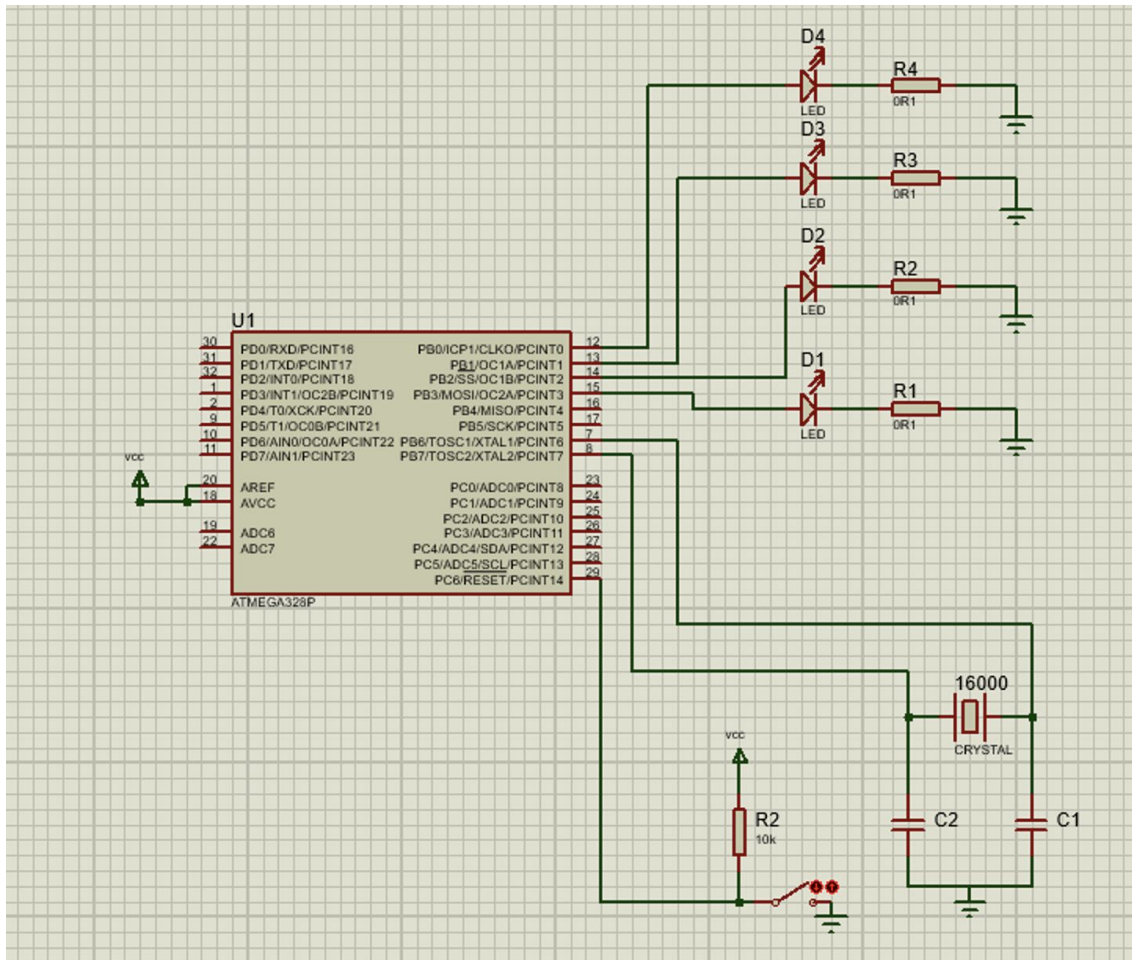 D4
R4
LED
0R1
D3
R3
LED
0R1
D2
R2
LED
0R1
D1
R1
LED
0R1
U1
30 PD0/RXD/PCINT16 PB0/ICP1/CLKO/PCINT0 12
31 PD1/TXD/PCINT17 PB1/OC1A/PCINT1 13
32 PD2/INT0/PCINT18 PB2/SS/OC1B/PCINT2 14
1 PD3/INT1/OC2B/PCINT19 PB3/MOSI/OC2A/PCINT3 15
2 PD4/T0/XCK/PCINT20 PB4/MISO/PCINT4 16
9 PD5/T1/OC0B/PCINT21 PB5/SCK/PCINT5 17
10 PD6/AIN0/OC0A/PCINT22 PB6/TOSC1/XTAL1/PCINT6 7
11 PD7/AIN1/PCINT23 PB7/TOSC2/XTAL2/PCINT7 8
vcc
20 AREF PC0/ADC0/PCINT8 23
18 AVCC PC1/ADC1/PCINT9 24
PC2/ADC2/PCINT10 25
19 ADC6 PC3/ADC3/PCINT11 26
22 ADC7 PC4/ADC4/SDA/PCINT12 27
PC5/ADC5/SCL/PCINT13 28
PC6/RESET/PCINT14 29
ATMEGA328P
16000
CRYSTAL
vcc
R2
10k
C2
C1